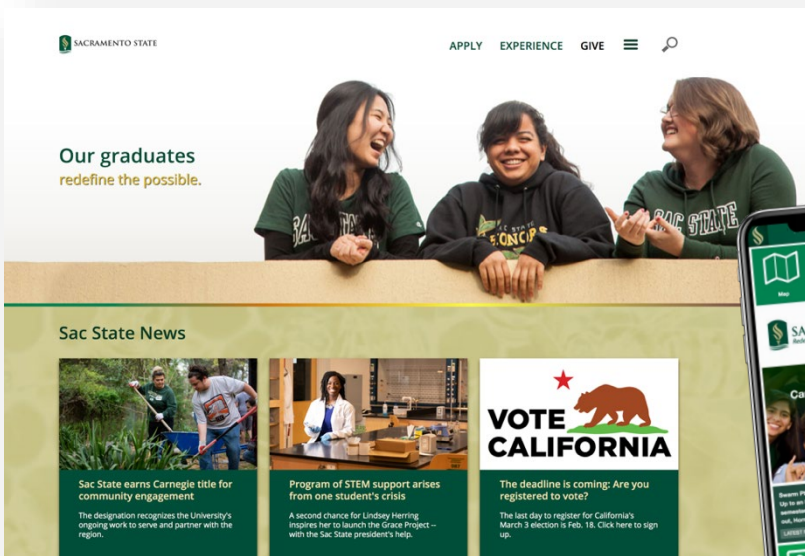 SACRAMENTO STATE
APPLY EXPERIENCE GIVE
Our graduates
redefine the possible.
SAC STATE
HONORS
SAC STATE
Map
Sac State News
VOTE
CALIFORNIA
Sac State earns Carnegie title for
community engagement
The designation recognizes the University's
ongoing work to serve and partner with the
region.
Program of STEM support arises
from one student's crisis
A second chance for Lindsey Herring
inspires her to launch the Grace Project --
with the Sac State president's help.
The deadline is coming: Are you
registered to vote?
The last day to register for California's
March 3 election is Feb. 18. Click here to sign
up.